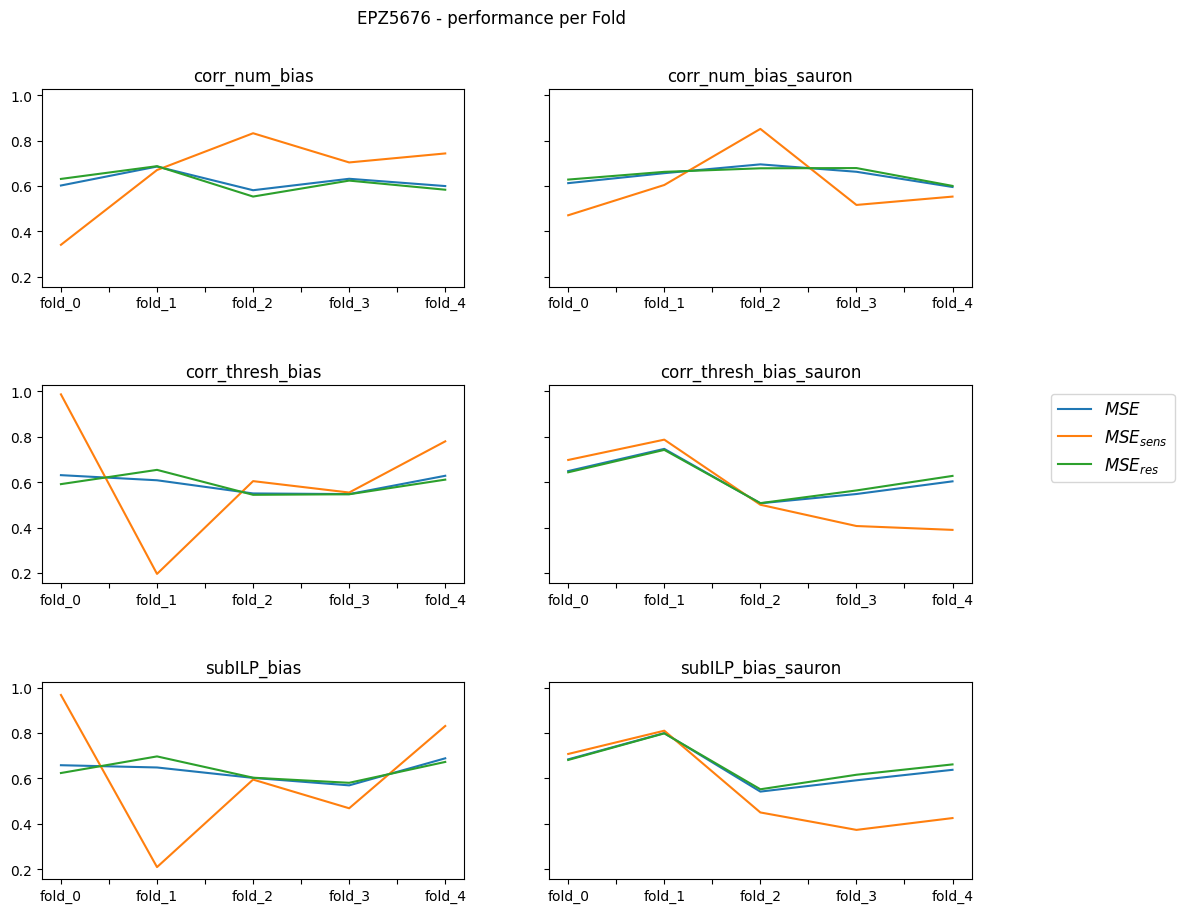 EPZ5676 - performance per Fold
corr_num_bias
1.0
0.8
0.6
0.4
0.2
fold_0 fold_1 fold_2 fold_3 fold_4
corr_num_bias_sauron
fold_0 fold_1 fold_2 fold_3 fold_4
corr_thresh_bias
1.0
0.8
0.6
0.4
0.2
fold_0 fold_1 fold_2 fold_3 fold_4
corr_thresh_bias_sauron
fold_0 fold_1 fold_2 fold_3 fold_4
MSE
MSE_sens
MSE_res
subILP_bias
1.0
0.8
0.6
0.4
0.2
fold_0 fold_1 fold_2 fold_3 fold_4
subILP_bias_sauron
fold_0 fold_1 fold_2 fold_3 fold_4